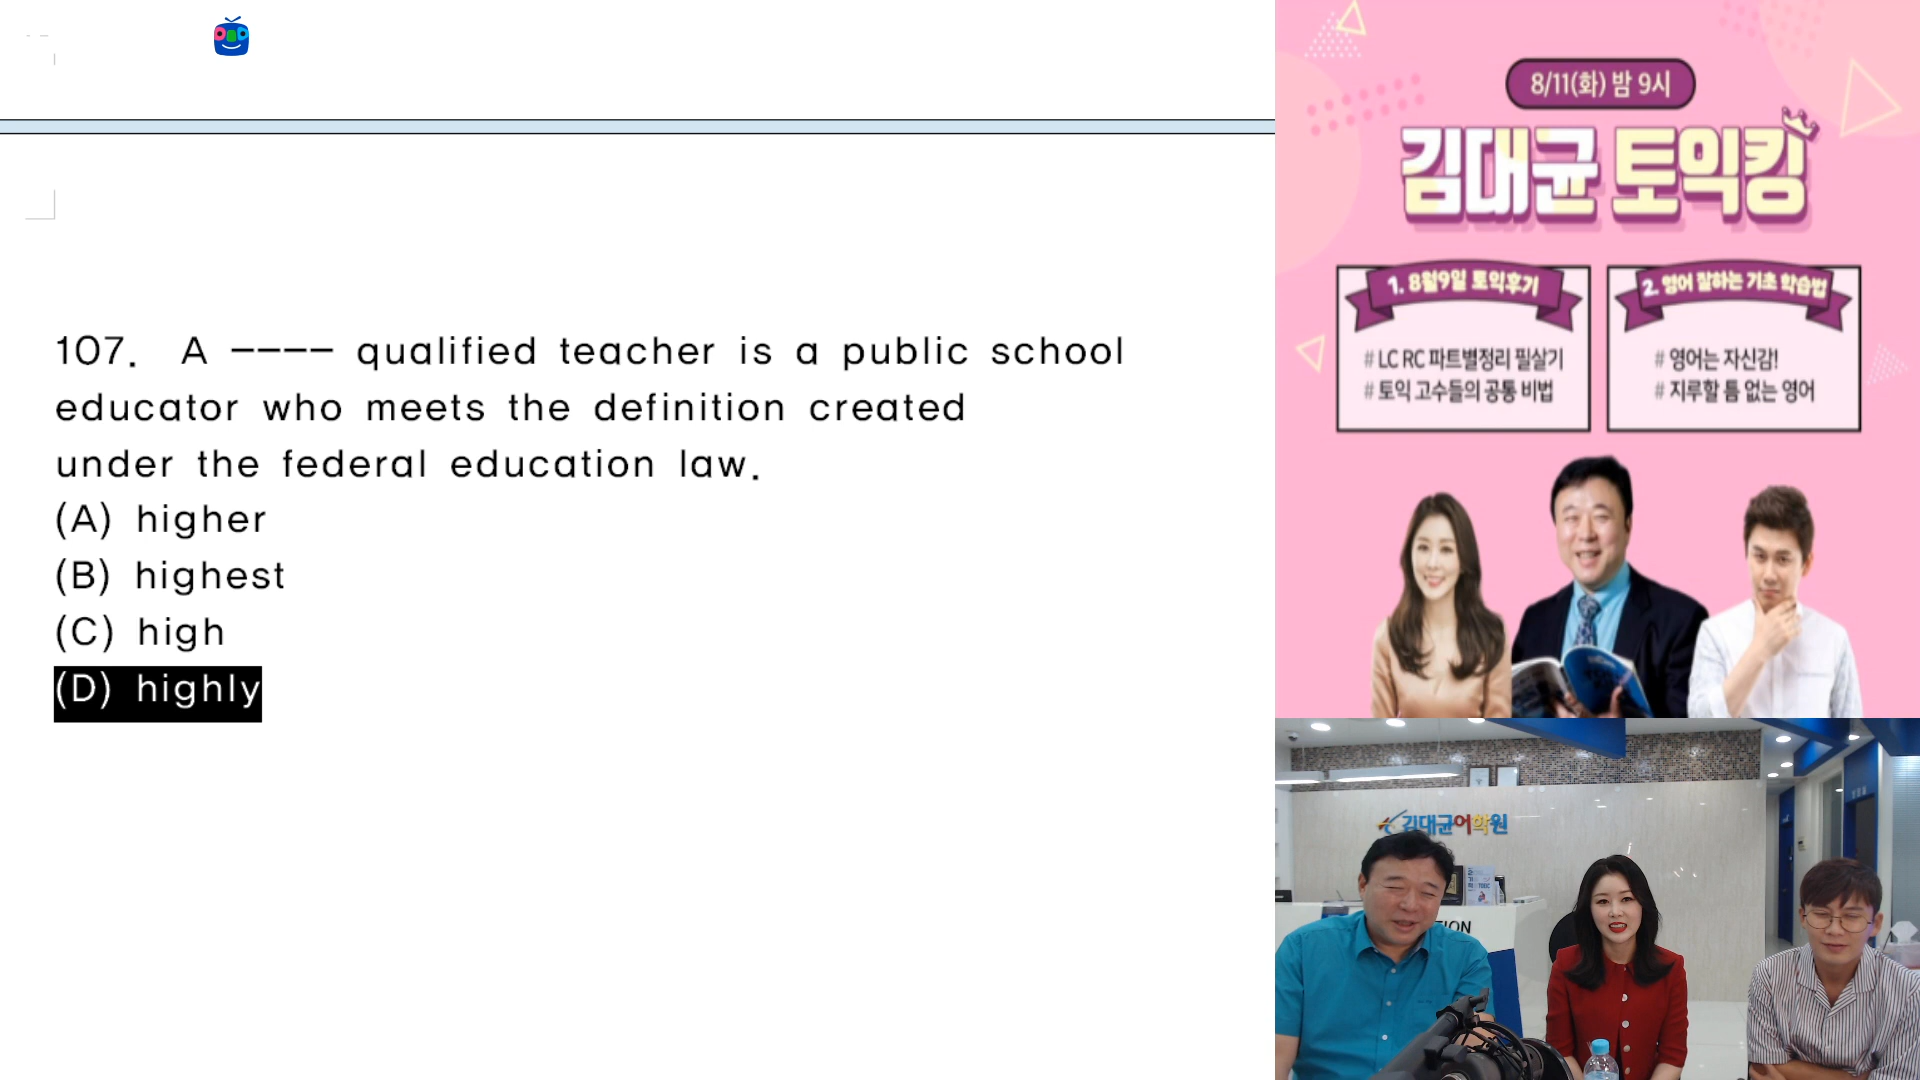 107. A ---- qualified teacher is a public school
educator who meets the definition created
under the federal education law.
(A) higher
(B) highest
(C) high
(D) highly
8/11(화) 밤 9시
김대균 토익킹
1. 8월9일 토익후기
# LC RC 파트별정리 필살기
# 토익 고수들의 공통 비법
2. 영어 잘하는 기초 학습법
# 영어는 자신감!
# 지루할 틈 없는 영어
김대균어학원